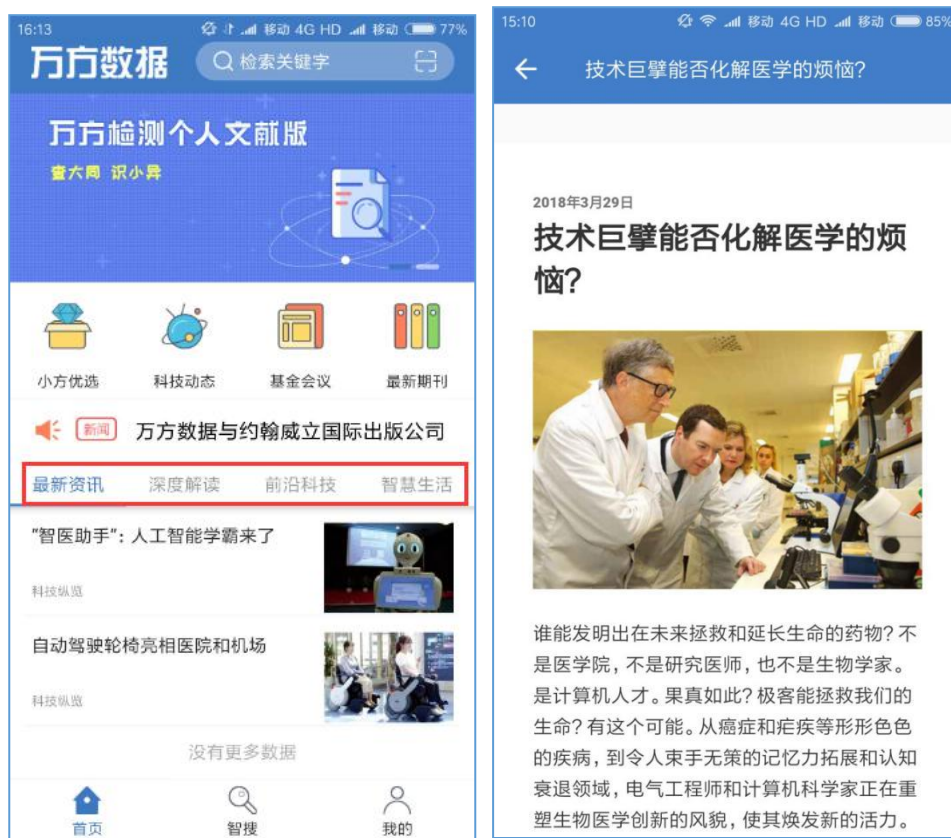 16:13 移动 4G HD 移动 77%
万方数据 检索关键字
万方检测个人文献版
查大同 识小异
小方优选 科技动态 基金会议 最新期刊
新闻 万方数据与约翰威立国际出版公司
最新资讯 深度解读 前沿科技 智慧生活
“智医助手”：人工智能学霸来了
科技纵览
自动驾驶轮椅亮相医院和机场
科技纵览
没有更多数据
首页 智搜 我的
15:10 移动 4G HD 移动 85%
技术巨擘能否化解医学的烦恼?
2018年3月29日
技术巨擘能否化解医学的烦
恼?
谁能发明出在未来拯救和延长生命的药物?不
是医学院，不是研究医师，也不是生物学家。
是计算机人才。果真如此?极客能拯救我们的
生命?有这个可能。从癌症和疟疾等形形色色
的疾病，到令人束手无策的记忆力拓展和认知
衰退领域，电气工程师和计算机科学家正在重
塑生物医学创新的风貌，使其焕发新的活力。